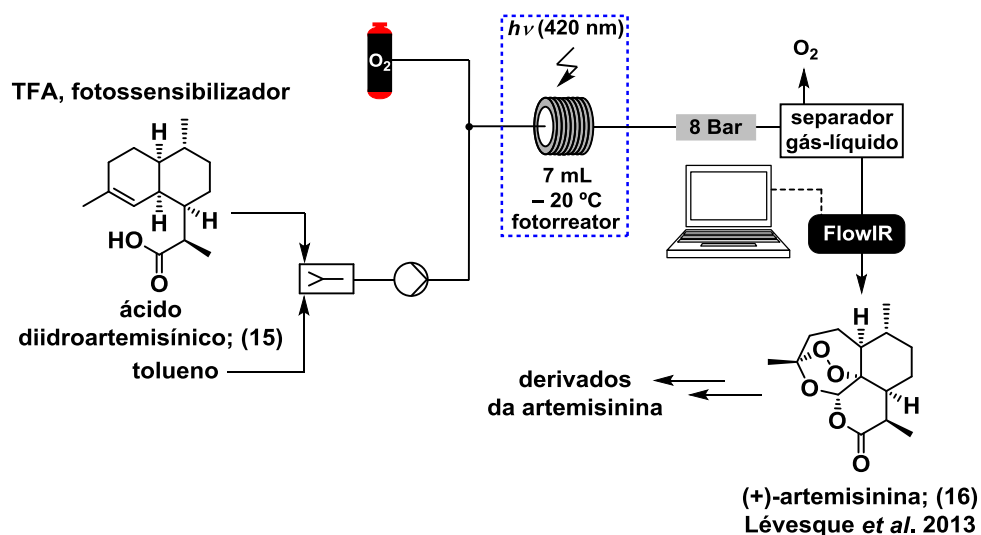 hν (420 nm)
O₂
O₂
TFA, fotossensibilizador
8 Bar
separador
gás-líquido
7 mL
– 20 ºC
fotorreator
FlowIR
H
H
H
HO
O
ácido
diidroartemisínico; (15)
tolueno
derivados
da artemisinina
H
O
O
O
O
H
O
(+)-artemisinina; (16)
Lévesque et al. 2013